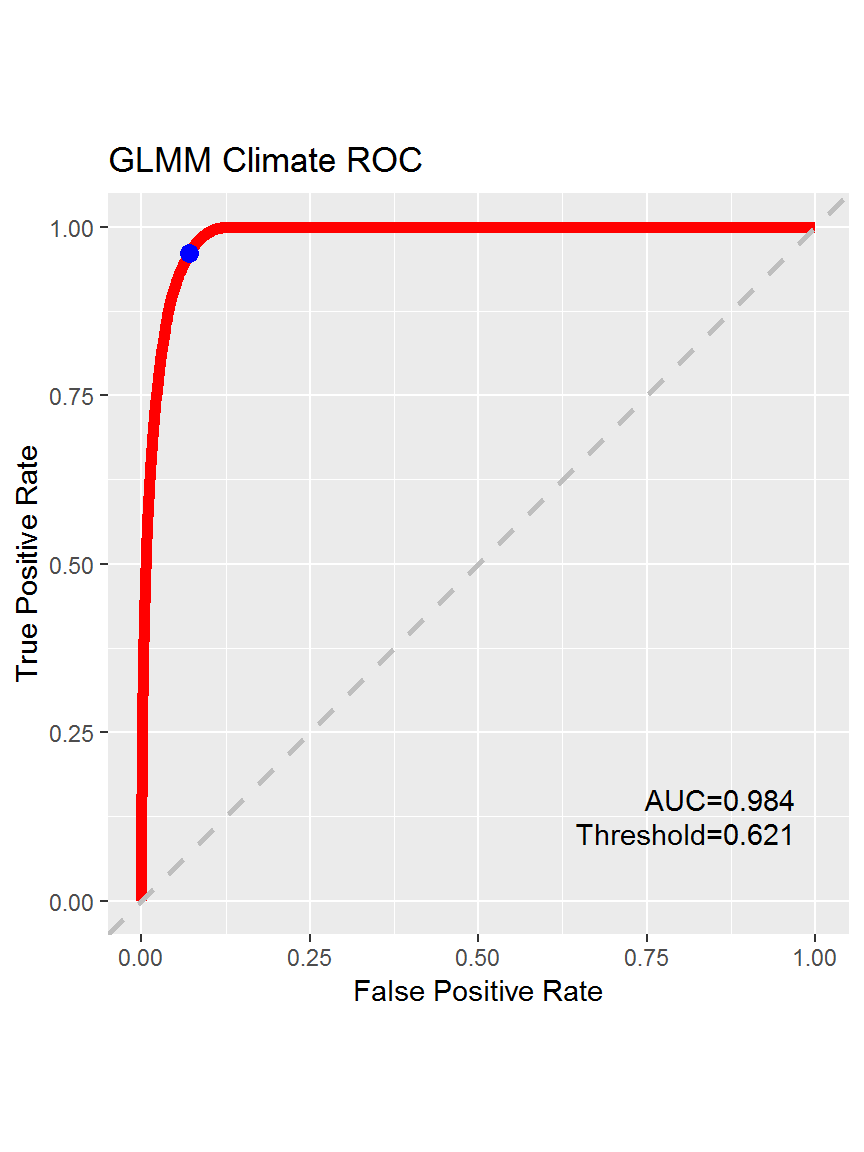 GLMM Climate ROC
1.00
0.75
0.50
0.25
0.00
True Positive Rate
AUC=0.984
Threshold=0.621
0.00 0.25 0.50 0.75 1.00
False Positive Rate